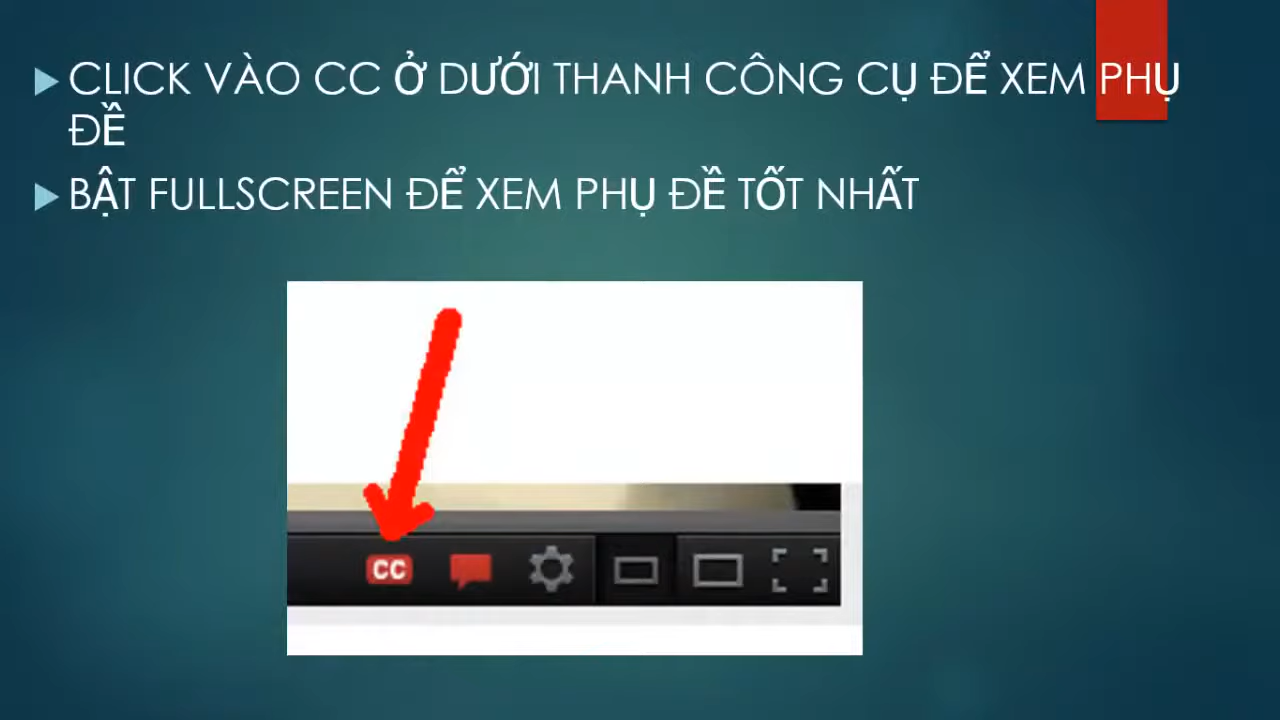 CLICK VÀO CC Ở DƯỚI THANH CÔNG CỤ ĐỂ XEM PHỤ
ĐỀ
BẬT FULLSCREEN ĐỂ XEM PHỤ ĐỀ TỐT NHẤT
CC